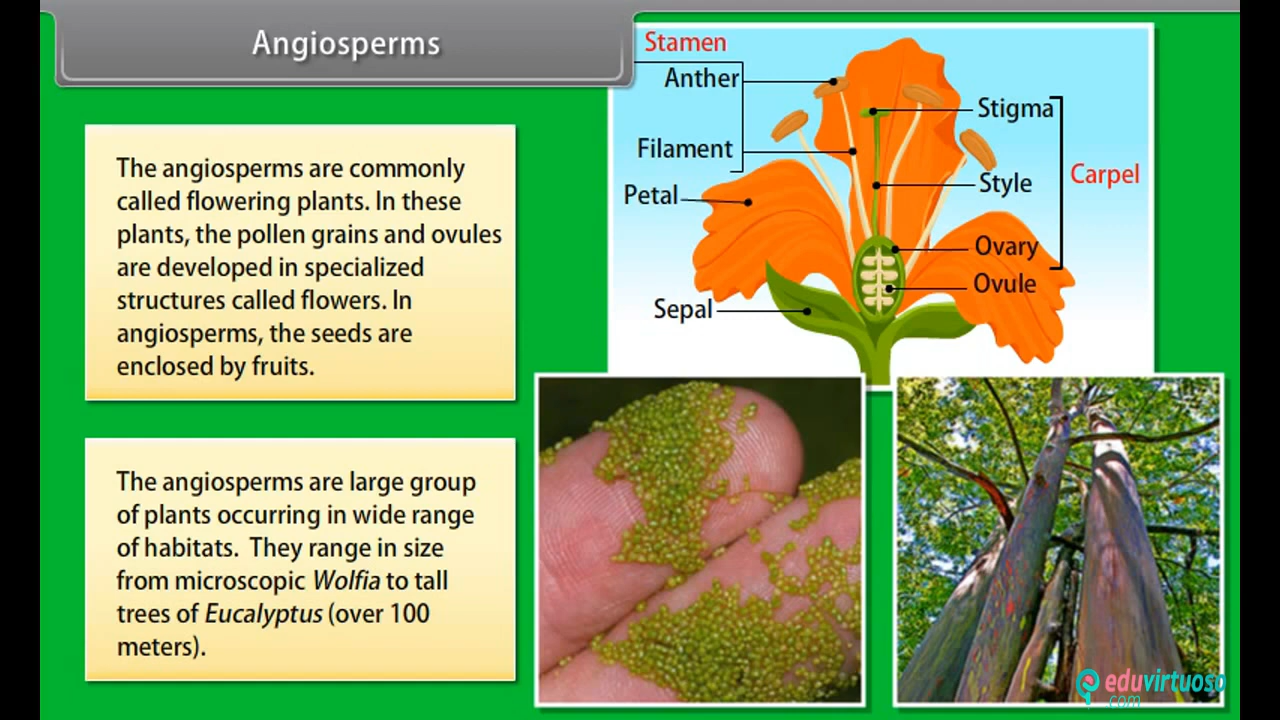 Angiosperms
The angiosperms are commonly
called flowering plants. In these
plants, the pollen grains and ovules
are developed in specialized
structures called flowers. In
angiosperms, the seeds are
enclosed by fruits.
The angiosperms are large group
of plants occurring in wide range
of habitats. They range in size
from microscopic Wolfia to tall
trees of Eucalyptus (over 100
meters).
Stamen
Anther
Filament
Petal
Sepal
Stigma
Style
Carpel
Ovary
Ovule
eduvirtuoso
.com